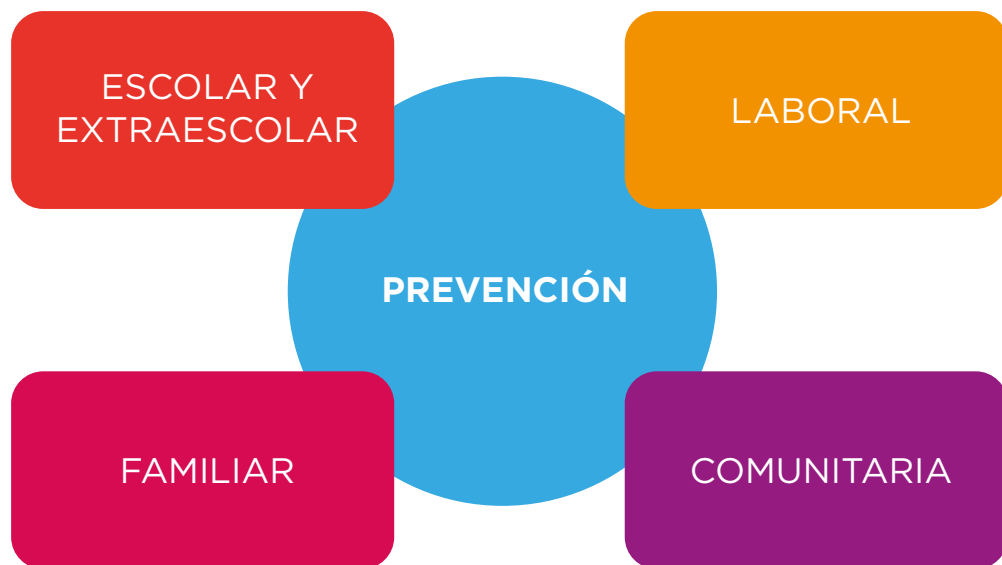 ESCOLAR Y
EXTRAESCOLAR
LABORAL
PREVENCIÓN
FAMILIAR
COMUNITARIA